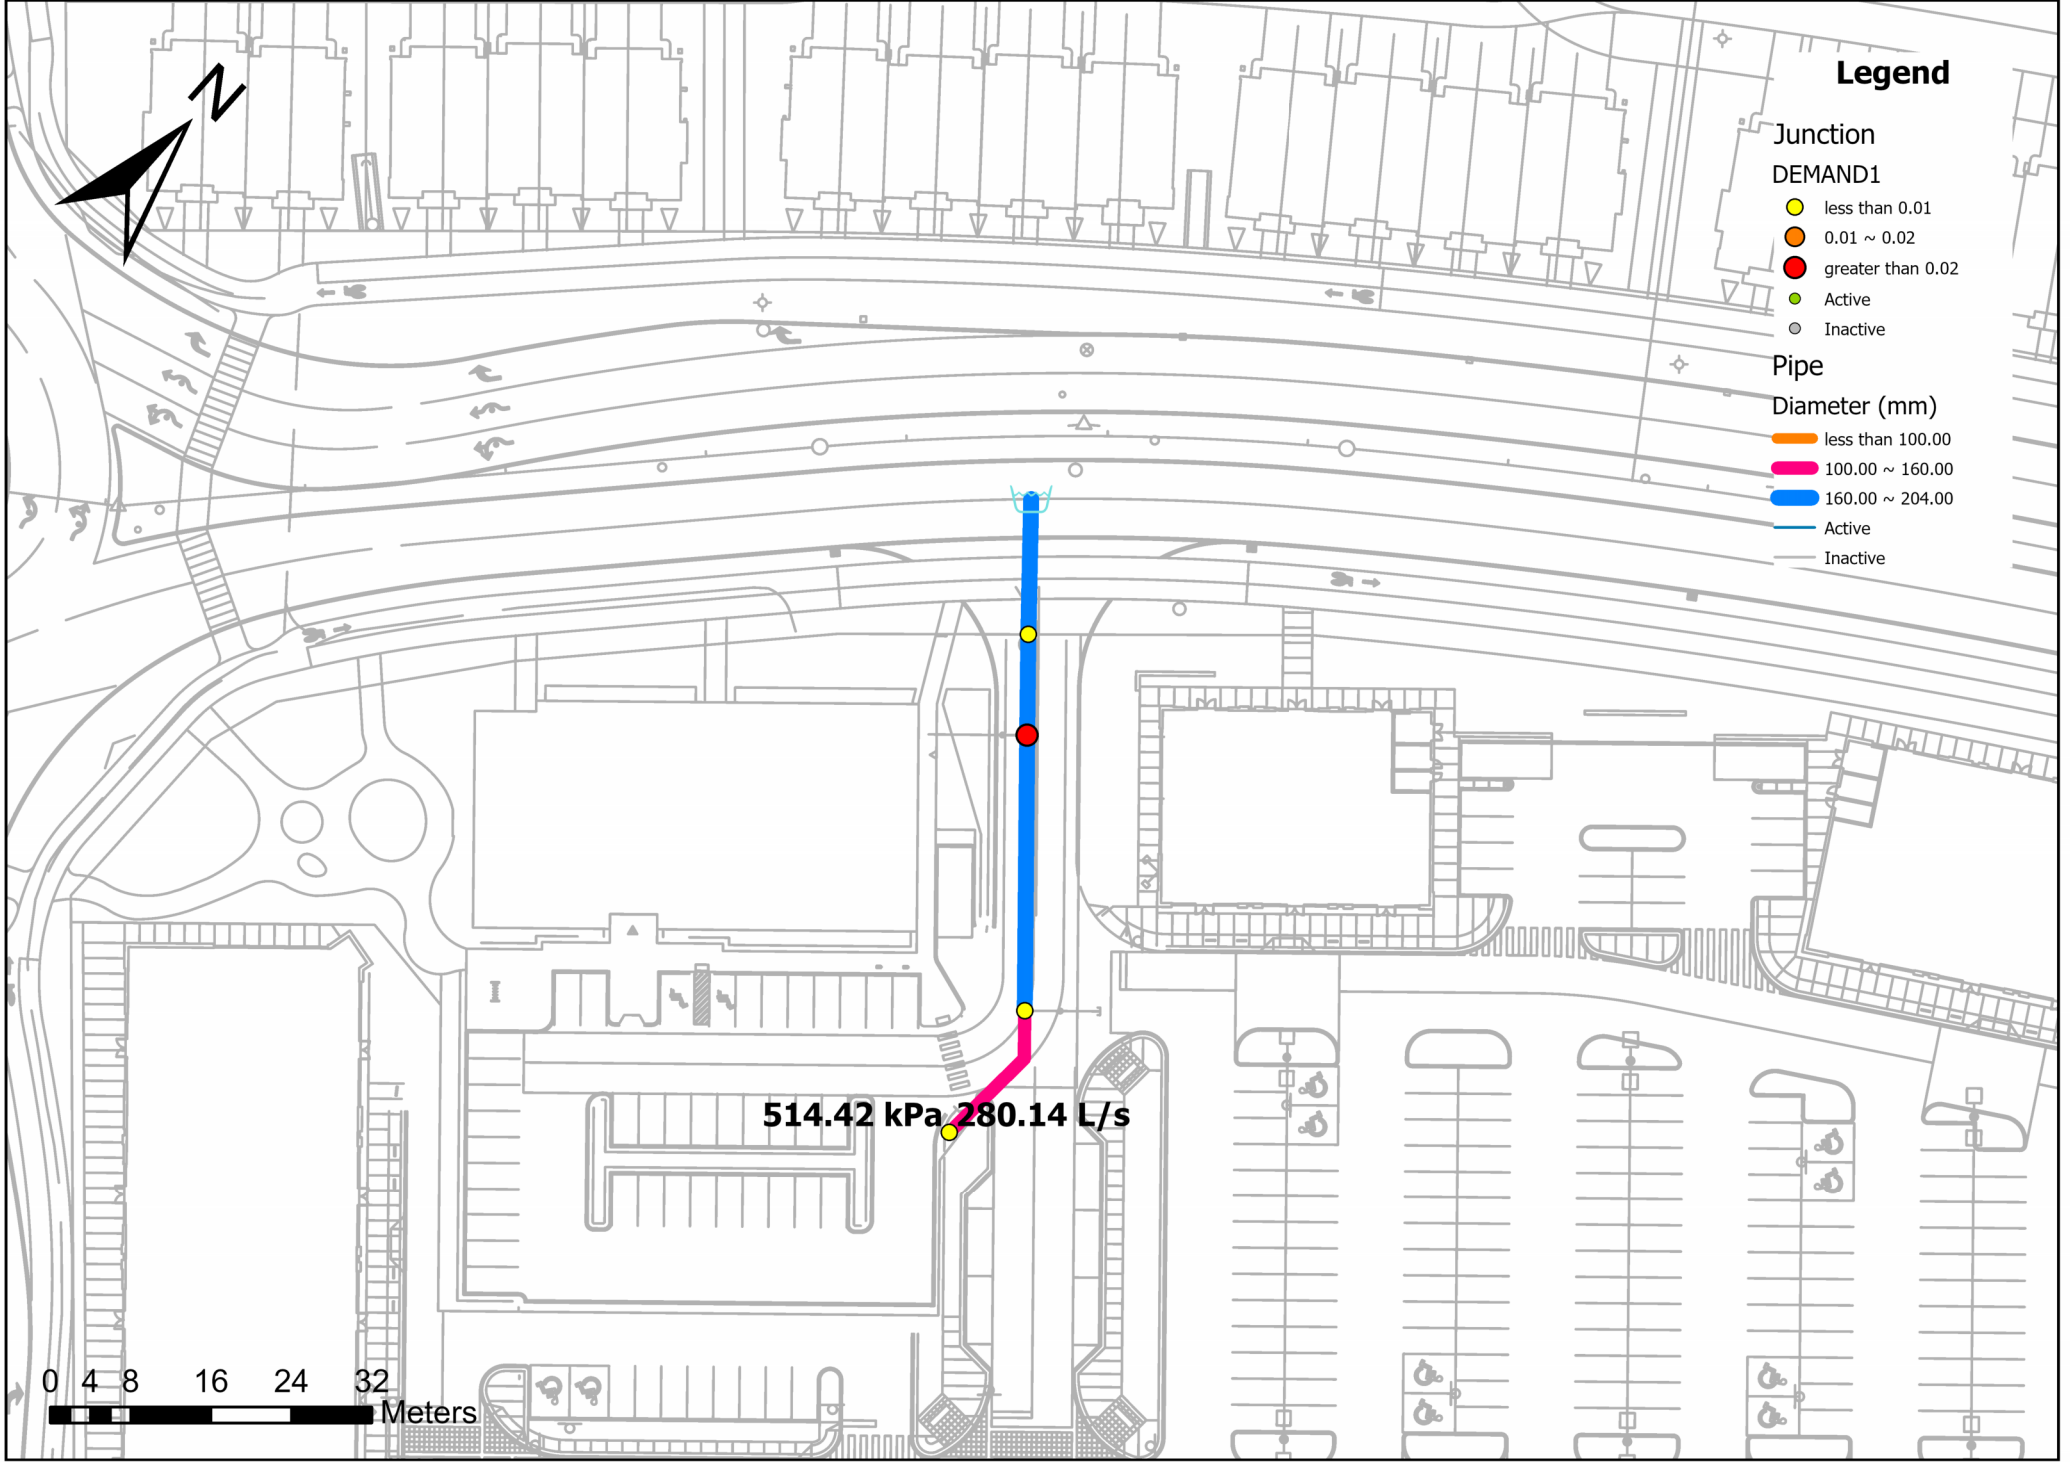 N
Legend
Junction
DEMAND1
less than 0.01
0.01 ~ 0.02
greater than 0.02
Active
Inactive
Pipe
Diameter (mm)
less than 100.00
100.00 ~ 160.00
160.00 ~ 204.00
Active
Inactive
514.42 kPa 280.14 L/s
0 4 8 16 24 32
Meters